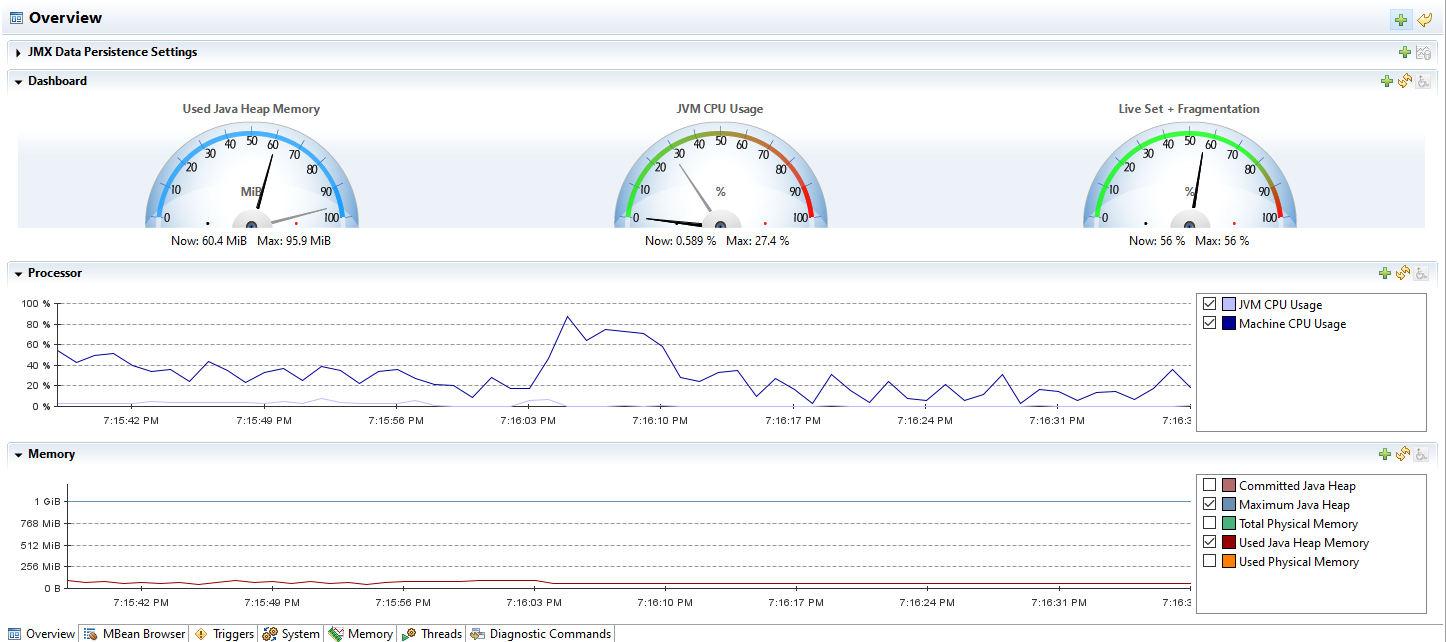 Overview
JMX Data Persistence Settings
Dashboard
Used Java Heap Memory
0 10 20 30 40 50 60 70 80 90 100
MiB
Now: 60.4 MiB Max: 95.9 MiB
JVM CPU Usage
0 10 20 30 40 50 60 70 80 90 100
%
Now: 0.589 % Max: 27.4 %
Live Set + Fragmentation
0 10 20 30 40 50 60 70 80 90 100
%
Now: 56 % Max: 56 %
Processor
100 %
80 %
60 %
40 %
20 %
0 %
7:15:42 PM 7:15:49 PM 7:15:56 PM 7:16:03 PM 7:16:10 PM 7:16:17 PM 7:16:24 PM 7:16:31 PM 7:16:3
JVM CPU Usage
Machine CPU Usage
Memory
1 GiB
768 MiB
512 MiB
256 MiB
0 B
7:15:42 PM 7:15:49 PM 7:15:56 PM 7:16:03 PM 7:16:10 PM 7:16:17 PM 7:16:24 PM 7:16:31 PM 7:16:3
Committed Java Heap
Maximum Java Heap
Total Physical Memory
Used Java Heap Memory
Used Physical Memory
Overview MBean Browser Triggers System Memory Threads Diagnostic Commands